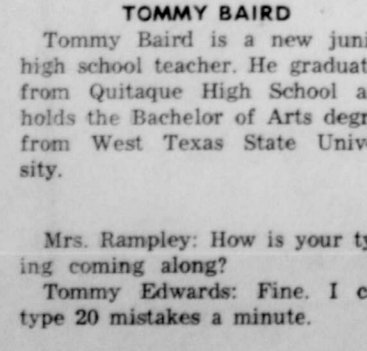 TOMMY BAIRD
Tommy Baird is a new juni
high school teacher. He graduat
from Quitaque High School a
holds the Bachelor of Arts degr
from West Texas State Unive
sity.
Mrs. Rampley: How is your ty
ing coming along?
Tommy Edwards: Fine. I c
type 20 mistakes a minute.